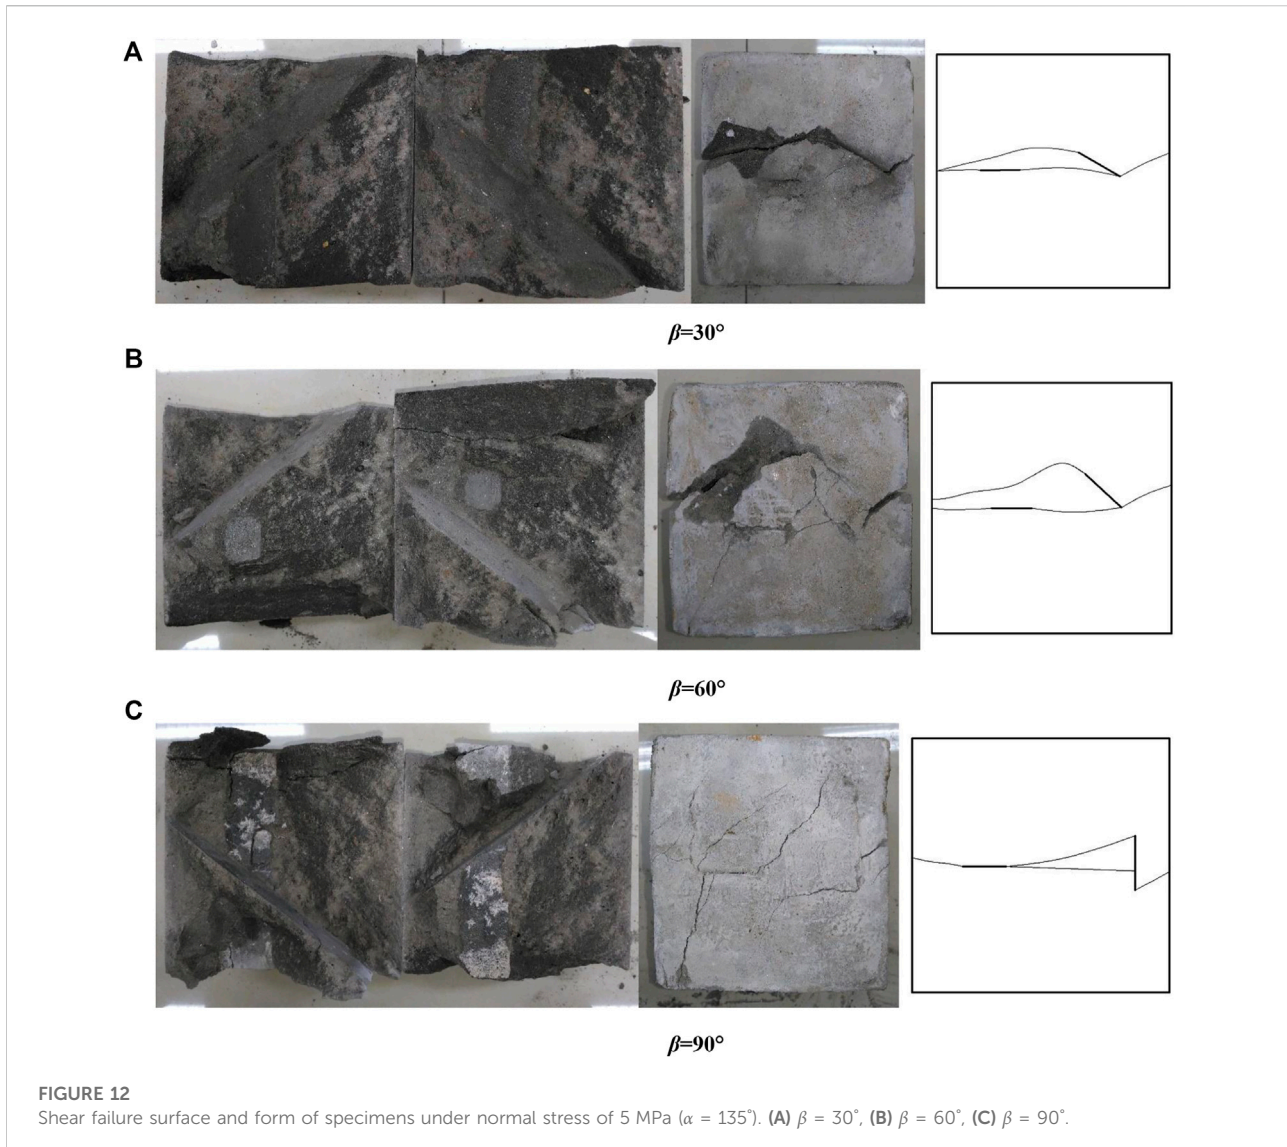 A
β=30°
B
β=60°
C
β=90°
FIGURE 12
Shear failure surface and form of specimens under normal stress of 5 MPa (α = 135°). (A) β = 30°, (B) β = 60°, (C) β = 90°.